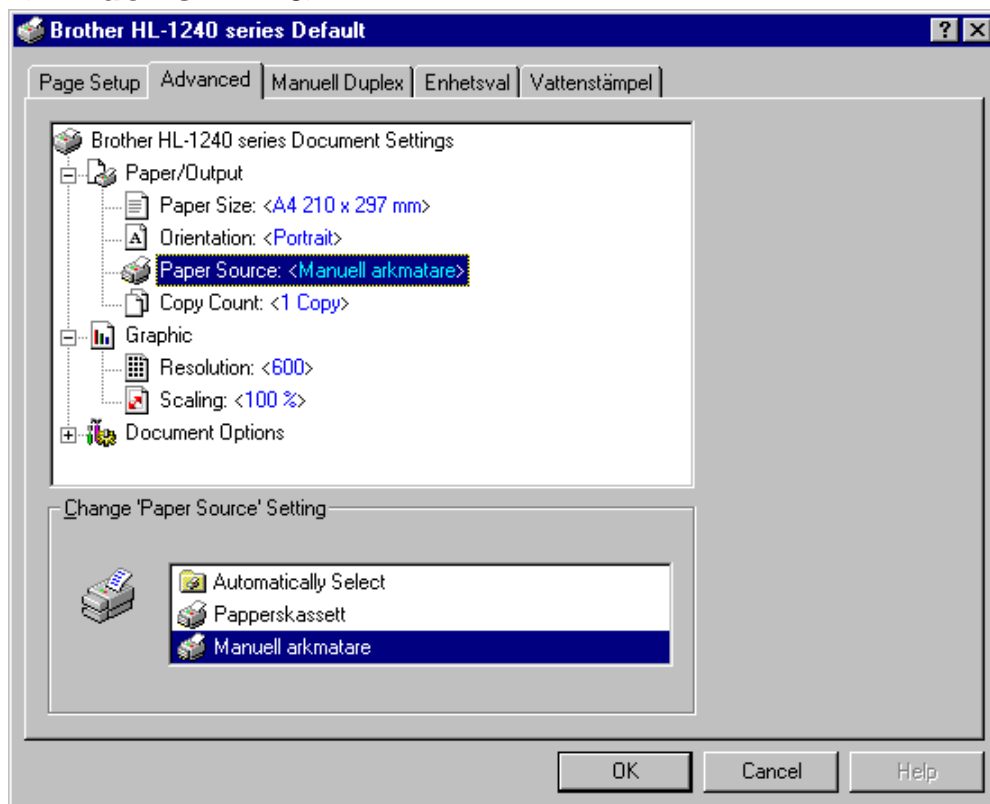 Brother HL-1240 series Default
Page Setup Advanced Manuell Duplex Enhetsval Vattenstämpel
Brother HL-1240 series Document Settings
Paper/Output
Paper Size: <A4 210 x 297 mm>
Orientation: <Portrait>
Paper Source: <Manuell arkmatare>
Copy Count: <1 Copy>
Graphic
Resolution: <600>
Scaling: <100 %>
Document Options
Change 'Paper Source' Setting
Automatically Select
Papperskassett
Manuell arkmatare
OK Cancel Help